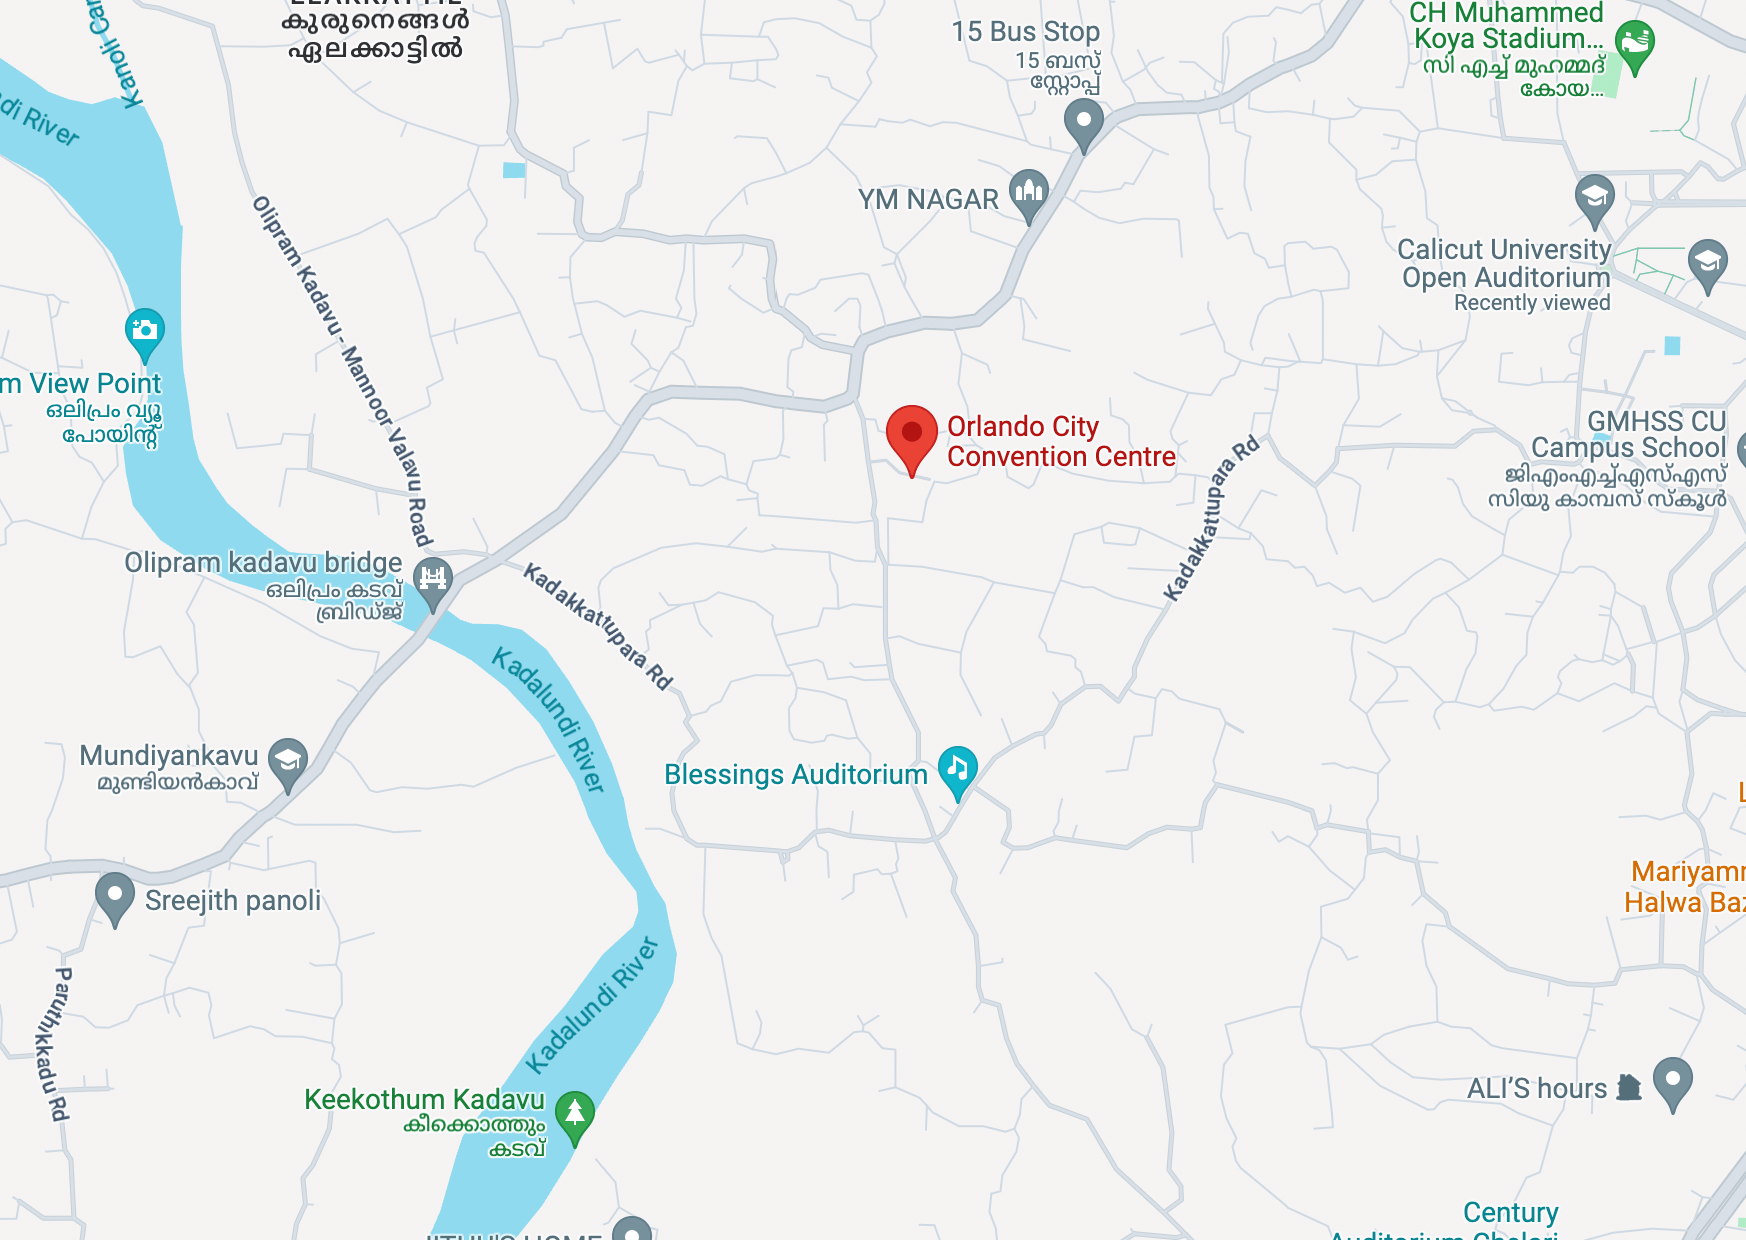 കുരുനെങ്ങൾ
ഏലക്കാട്ടിൽ
15 Bus Stop
15 ബസ്
സ്റ്റോപ്പ്
CH Muhammed
Koya Stadium...
സി എച്ച് മുഹമ്മദ്
കോയ...
Kanoli Can
di River
YM NAGAR
Olipram Kadavu - Mannoor Valavu Road
Calicut University
Open Auditorium
Recently viewed
m View Point
ഒലിപ്രം വ്യൂ
പോയിന്റ്
Orlando City
Convention Centre
GMHSS CU
Campus School
ജിഎംഎച്ച്എസ്എസ്
സിയു കാമ്പസ് സ്കൂൾ
Kadakkattupara Rd
Olipram kadavu bridge
ഒലിപ്രം കടവ്
ബ്രിഡ്ജ്
Kadakkattupara Rd
Kadalundi River
Mundiyankavu
മുണ്ടിയൻകാവ്
Blessings Auditorium
Sreejith panoli
Mariyamm
Halwa Baz
Kadalundi River
Paruthikkadu Rd
Keekothum Kadavu
കീക്കൊത്തും
കടവ്
ALI'S hours
Century